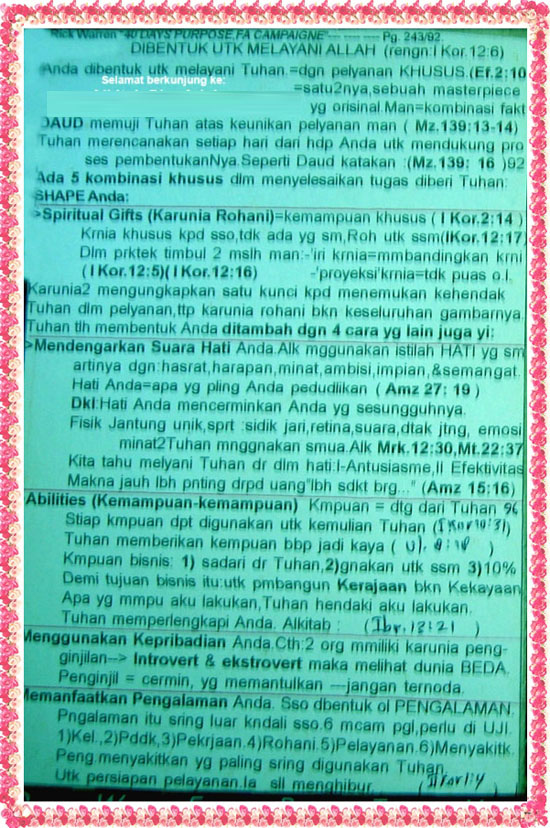 Rick Warren "40 DAYS PURPOSE,FA CAMPAIGNE"--- ---- ---- Pg. 243/92.
DIBENTUK UTK MELAYANI ALLAH (rengn:I Kor.12:6)
Anda dibentuk utk melayani Tuhan.=dgn pelyanan KHUSUS.(Ef.2:10
Selamat berkunjung ke:
=satu2nya,sebuah masterpiece
yg orisinal.Man=kombinasi fakt
DAUD memuji Tuhan atas keunikan pelyanan man ( Mz.139:13-14)
Tuhan merencanakan setiap hari dari hdp Anda utk mendukung pro
ses pembentukanNya.Seperti Daud katakan :(Mz.139: 16 )92
Ada 5 kombinasi khusus dlm menyelesaikan tugas diberi Tuhan:
SHAPE Anda:
>Spiritual Gifts (Karunia Rohani)=kemampuan khusus ( I Kor.2:14 )
Krnia khusus kpd sso,tdk ada yg sm,Roh utk ssm(IKor.12:17)
Dlm prktek timbul 2 mslh man:-'iri krnia=mmbandingkan krni
(I Kor.12:5)( I Kor.12:16) -'proyeksi'krnia=tdk puas o.l.
Karunia2 mengungkapkan satu kunci kpd menemukan kehendak
Tuhan dlm pelyanan,ttp karunia rohani bkn keseluruhan gambarnya.
Tuhan tlh membentuk Anda ditambah dgn 4 cara yg lain juga yi:
>Mendengarkan Suara Hati Anda.Alk mggunakan istilah HATI yg sm
artinya dgn:hasrat,harapan,minat,ambisi,impian,&semangat.
Hati Anda=apa yg pling Anda pedudlikan ( Amz 27: 19 )
Dkl:Hati Anda mencerminkan Anda yg sesungguhnya.
Fisik Jantung unik,sprt :sidik jari,retina,suara,dtak jtng, emosi
minat2Tuhan mnggnakan smua.Alk Mrk.12:30,Mt.22:37
Kita tahu melyani Tuhan dr dlm hati:I-Antusiasme,II Efektivitas
Makna jauh lbh pnting drpd uang"lbh sdkt brg..." (Amz 15:16)
Abilities (Kemampuan-kemampuan) Kmpuan = dtg dari Tuhan
Stiap kmpuan dpt digunakan utk kemulian Tuhan (I Kor 10:31)
Tuhan memberikan kempuan bbp jadi kaya ( Ul. 8:18 )
Kmpuan bisnis: 1) sadari dr Tuhan,2)gnakan utk ssm 3)10%
Demi tujuan bisnis itu:utk pmbangun Kerajaan bkn Kekayaan
Apa yg mmpu aku lakukan,Tuhan hendaki aku lakukan.
Tuhan memperlengkapi Anda. Alkitab : (Ibr.13:21 )
Menggunakan Kepribadian Anda.Cth:2 org mmiliki karunia peng-
ginjilan--> Introvert & ekstrovert maka melihat dunia BEDA.
Penginjil = cermin, yg memantulkan ---jangan ternoda.
Memanfaatkan Pengalaman Anda. Sso dbentuk ol PENGALAMAN.
Pngalaman itu sring luar kndali sso.6 mcam pgl,perlu di UJI.
1)Kel.,2)Pddk,3)Pekrjaan.4)Rohani.5)Pelayanan.6)Menyakitk.
Peng.menyakitkan yg paling sring digunakan Tuhan.
Utk persiapan pelayanan.Ia sll menghibur. (II Kor 1:4 )